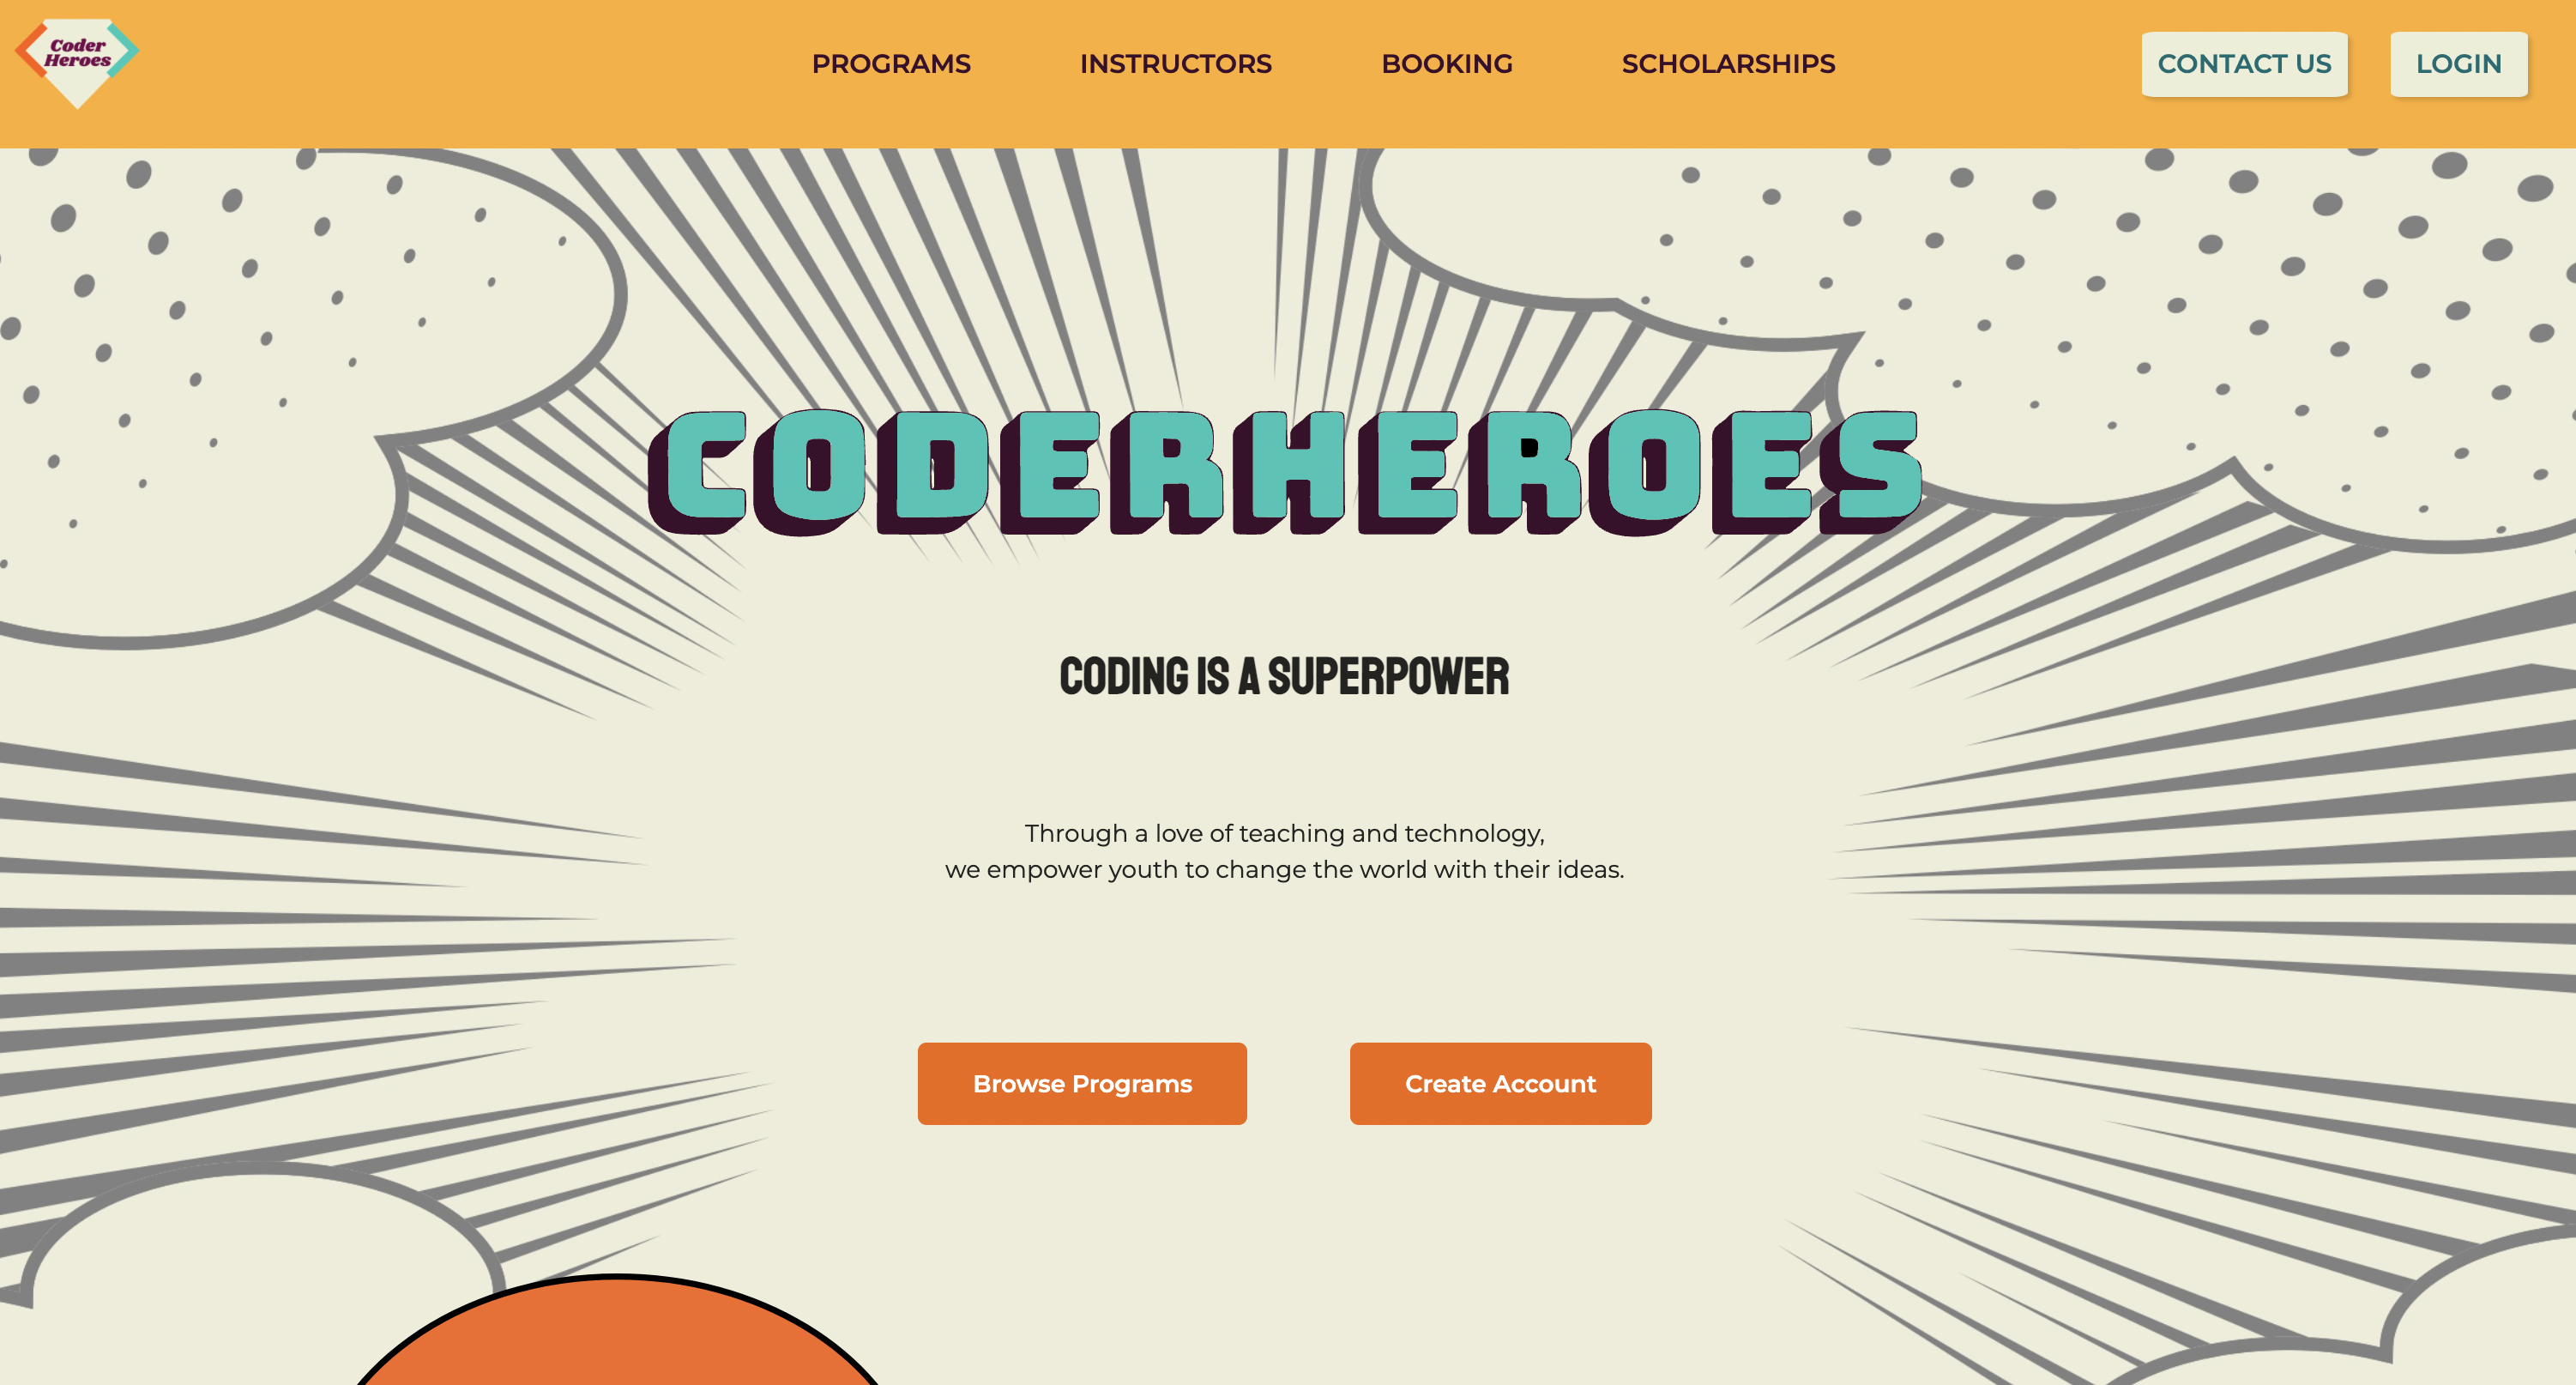 Coder
Heroes
PROGRAMS
INSTRUCTORS
BOOKING
SCHOLARSHIPS
CONTACT US
LOGIN
CODERHEROES
CODING IS A SUPERPOWER
Through a love of teaching and technology,
we empower youth to change the world with their ideas.
Browse Programs
Create Account